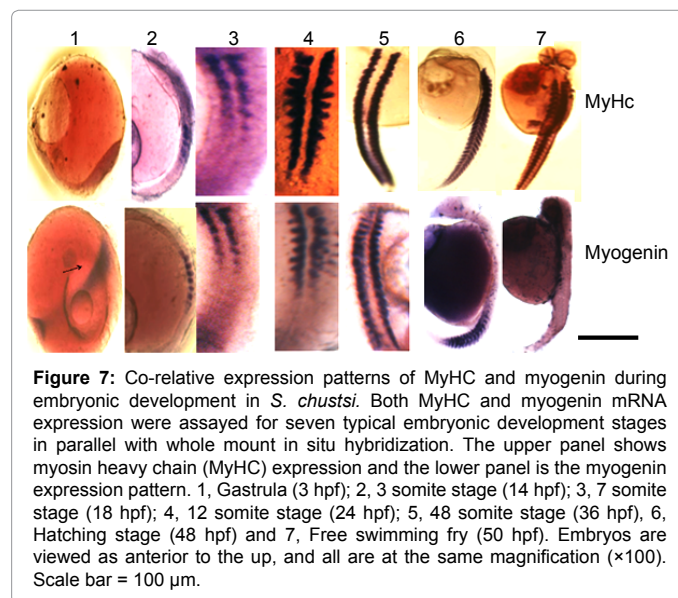 1 2 3 4 5 6 7
MyHc
Myogenin
Figure 7: Co-relative expression patterns of MyHC and myogenin during
embryonic development in S. chustsi. Both MyHC and myogenin mRNA
expression were assayed for seven typical embryonic development stages
in parallel with whole mount in situ hybridization. The upper panel shows
myosin heavy chain (MyHC) expression and the lower panel is the myogenin
expression pattern. 1, Gastrula (3 hpf); 2, 3 somite stage (14 hpf); 3, 7 somite
stage (18 hpf); 4, 12 somite stage (24 hpf); 5, 48 somite stage (36 hpf), 6,
Hatching stage (48 hpf) and 7, Free swimming fry (50 hpf). Embryos are
viewed as anterior to the up, and all are at the same magnification (×100).
Scale bar = 100 µm.